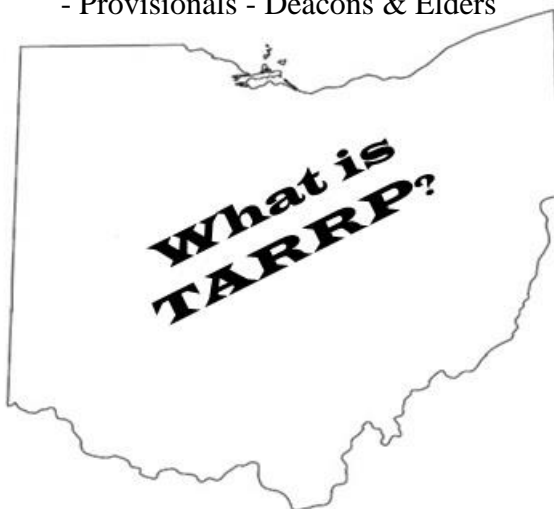 - Provisionals - Deacons & Elders
What is
TARRP?